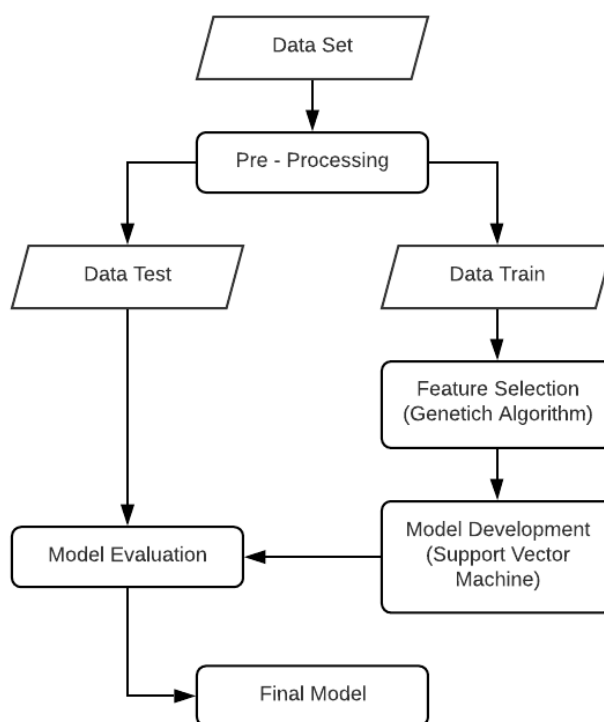 Data Set
Pre - Processing
Data Test
Data Train
Feature Selection
(Genetich Algorithm)
Model Development
(Support Vector
Machine)
Model Evaluation
Final Model